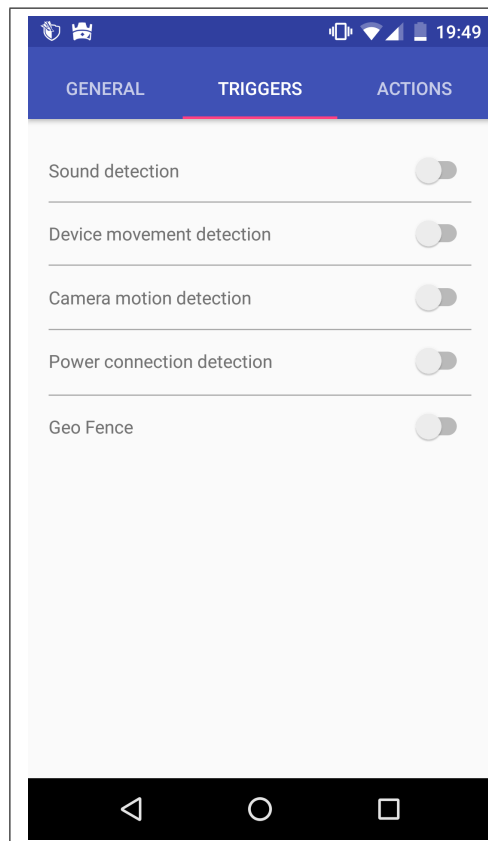 19:49
GENERAL TRIGGERS ACTIONS
Sound detection
Device movement detection
Camera motion detection
Power connection detection
Geo Fence